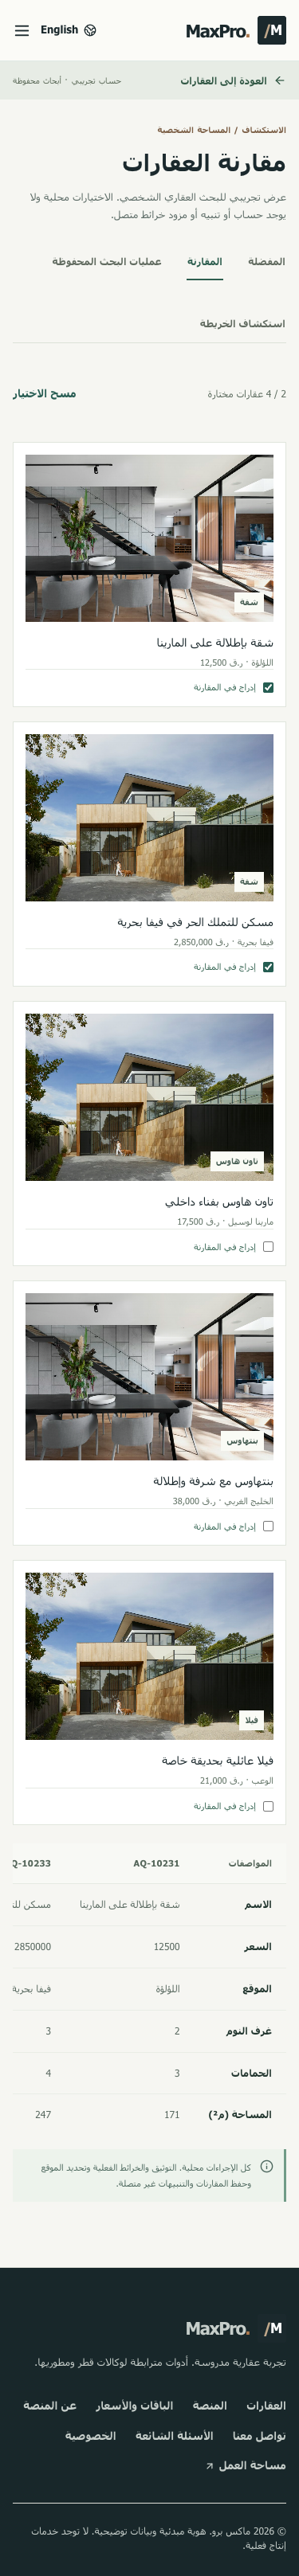 /M MaxPro.
English
العودة إلى العقارات
حساب تجريبي · أبحاث محفوظة
الاستكشاف / المساحة الشخصية
مقارنة العقارات
عرض تجريبي للبحث العقاري الشخصي. الاختيارات محلية ولا
يوجد حساب أو تنبيه أو مزود خرائط متصل.
المفضلة
المقارنة
عمليات البحث المحفوظة
استكشاف الخريطة
2 / 4 عقارات مختارة
مسح الاختيار
شقة
شقة بإطلالة على المارينا
اللؤلؤة · ر.ق 12,500
إدراج في المقارنة
شقة
مسكن للتملك الحر في فيفا بحرية
فيفا بحرية · ر.ق 2,850,000
إدراج في المقارنة
تاون هاوس
تاون هاوس بفناء داخلي
مارينا لوسيل · ر.ق 17,500
إدراج في المقارنة
بنتهاوس
بنتهاوس مع شرفة وإطلالة
الخليج الغربي · ر.ق 38,000
إدراج في المقارنة
فيلا
فيلا عائلية بحديقة خاصة
الوعب · ر.ق 21,000
إدراج في المقارنة
المواصفات AQ-10231 Q-10233
الاسم شقة بإطلالة على المارينا مسكن
السعر 12500 2850000
الموقع اللؤلؤة فيفا بحرية
غرف النوم 2 3
الحمامات 3 4
المساحة (م²) 171 247
كل الإجراءات محلية. التوثيق والخرائط الفعلية وتحديد الموقع
وحفظ المقارنات والتنبيهات غير متصلة.
/M MaxPro.
تجربة عقارية مدروسة. أدوات مترابطة لوكالات قطر ومطوريها.
العقارات المنصة الباقات والأسعار عن المنصة
تواصل معنا الأسئلة الشائعة الخصوصية
مساحة العمل
© 2026 ماكس برو. هوية مبدئية وبيانات توضيحية. لا توجد خدمات
إنتاج فعلية.